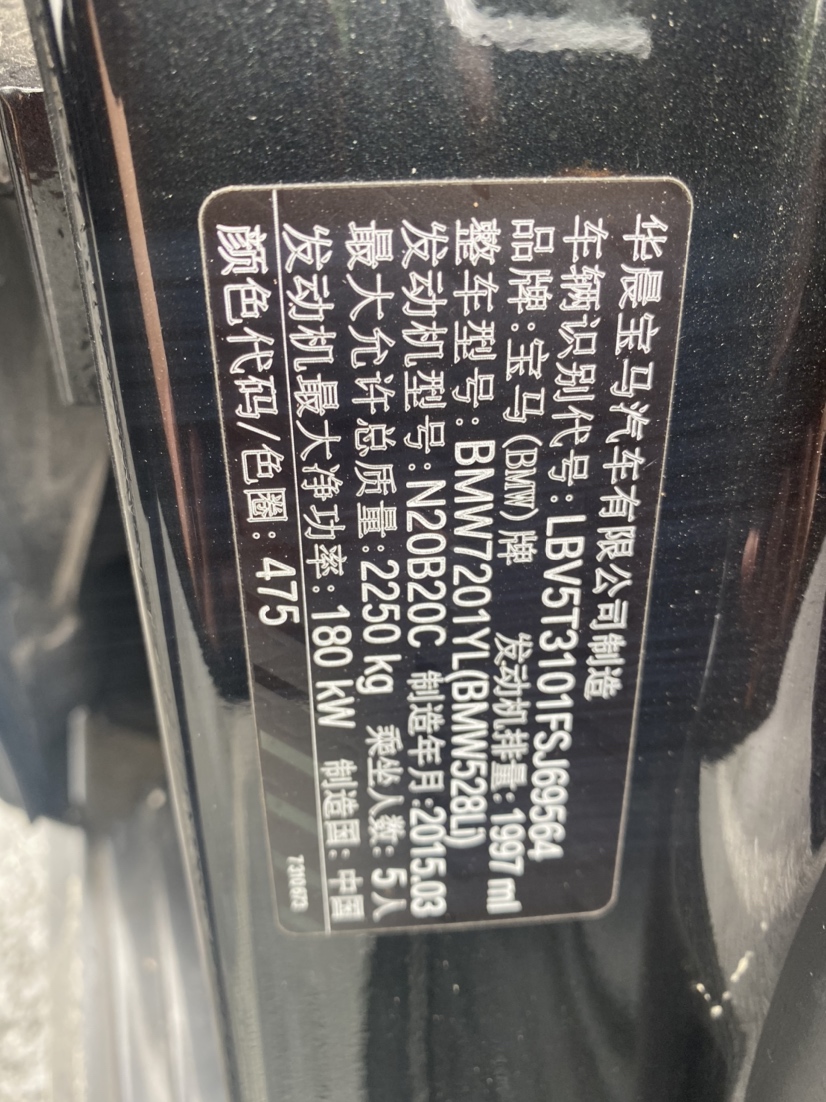 华晨宝马汽车有限公司制造
车辆识别代号:LBV5T3101FSJ69564
品牌:宝马(BMW)牌 发动机排量:1997 ml
整车型号:BMW7201YL(BMW528Li)
发动机型号:N20B20C 制造年月:2015.03
最大允许总质量:2250 kg 乘坐人数:5人
发动机最大净功率:180 kW 制造国:中国
颜色代码/色圈: 475